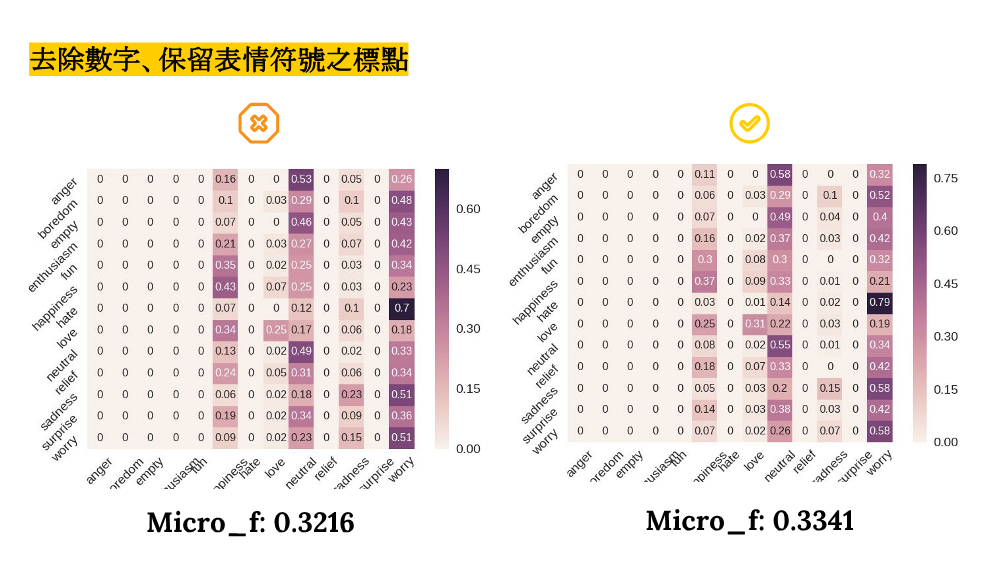 去除數字、保留表情符號之標點
anger 0 0 0 0 0 0.16 0 0 0.53 0 0.05 0 0.26
boredom 0 0 0 0 0 0.1 0 0.03 0.29 0 0.1 0 0.48
empty 0 0 0 0 0 0.07 0 0 0.46 0 0.05 0 0.43
enthusiasm 0 0 0 0 0 0.21 0 0.03 0.27 0 0.07 0 0.42
fun 0 0 0 0 0 0.35 0 0.02 0.25 0 0.03 0 0.34
happiness 0 0 0 0 0 0.43 0 0.07 0.25 0 0.03 0 0.23
hate 0 0 0 0 0 0.07 0 0 0.12 0 0.1 0 0.7
love 0 0 0 0 0 0.34 0 0.25 0.17 0 0.06 0 0.18
neutral 0 0 0 0 0 0.13 0 0.02 0.49 0 0.02 0 0.33
relief 0 0 0 0 0 0.24 0 0.05 0.31 0 0.06 0 0.34
sadness 0 0 0 0 0 0.06 0 0.02 0.18 0 0.23 0 0.51
surprise 0 0 0 0 0 0.19 0 0.02 0.34 0 0.09 0 0.36
worry 0 0 0 0 0 0.09 0 0.02 0.23 0 0.15 0 0.51
anger oredom empty usiasm fun ppiness hate love neutral relief adness urprise worry
0.60
0.45
0.30
0.15
0.00
Micro_f: 0.3216
anger 0 0 0 0 0 0.11 0 0 0.58 0 0 0 0.32
boredom 0 0 0 0 0 0.06 0 0.03 0.29 0 0.1 0 0.52
empty 0 0 0 0 0 0.07 0 0 0.49 0 0.04 0 0.4
enthusiasm 0 0 0 0 0 0.16 0 0.02 0.37 0 0.03 0 0.42
fun 0 0 0 0 0 0.3 0 0.08 0.3 0 0 0 0.32
happiness 0 0 0 0 0 0.37 0 0.09 0.33 0 0.01 0 0.21
hate 0 0 0 0 0 0.03 0 0.01 0.14 0 0.02 0 0.79
love 0 0 0 0 0 0.25 0 0.31 0.22 0 0.03 0 0.19
neutral 0 0 0 0 0 0.08 0 0.02 0.55 0 0.01 0 0.34
relief 0 0 0 0 0 0.18 0 0.07 0.33 0 0 0 0.42
sadness 0 0 0 0 0 0.05 0 0.03 0.2 0 0.15 0 0.58
surprise 0 0 0 0 0 0.14 0 0.03 0.38 0 0.03 0 0.42
worry 0 0 0 0 0 0.07 0 0.02 0.26 0 0.07 0 0.58
anger oredom empty usiasm fun ppiness hate love neutral relief adness urprise worry
0.75
0.60
0.45
0.30
0.15
0.00
Micro_f: 0.3341